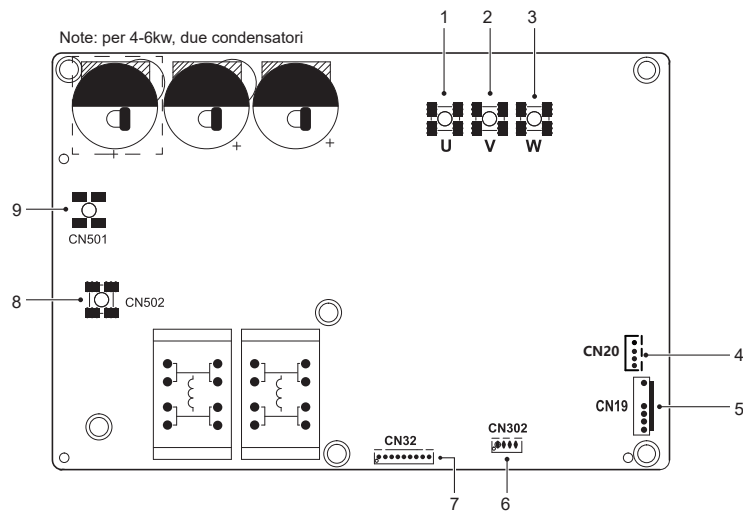 Note: per 4-6kw, due condensatori
1 2 3
+ + +
U V W
9
CN501
8 CN502
CN20 4
CN19 5
CN32 CN302
7 6